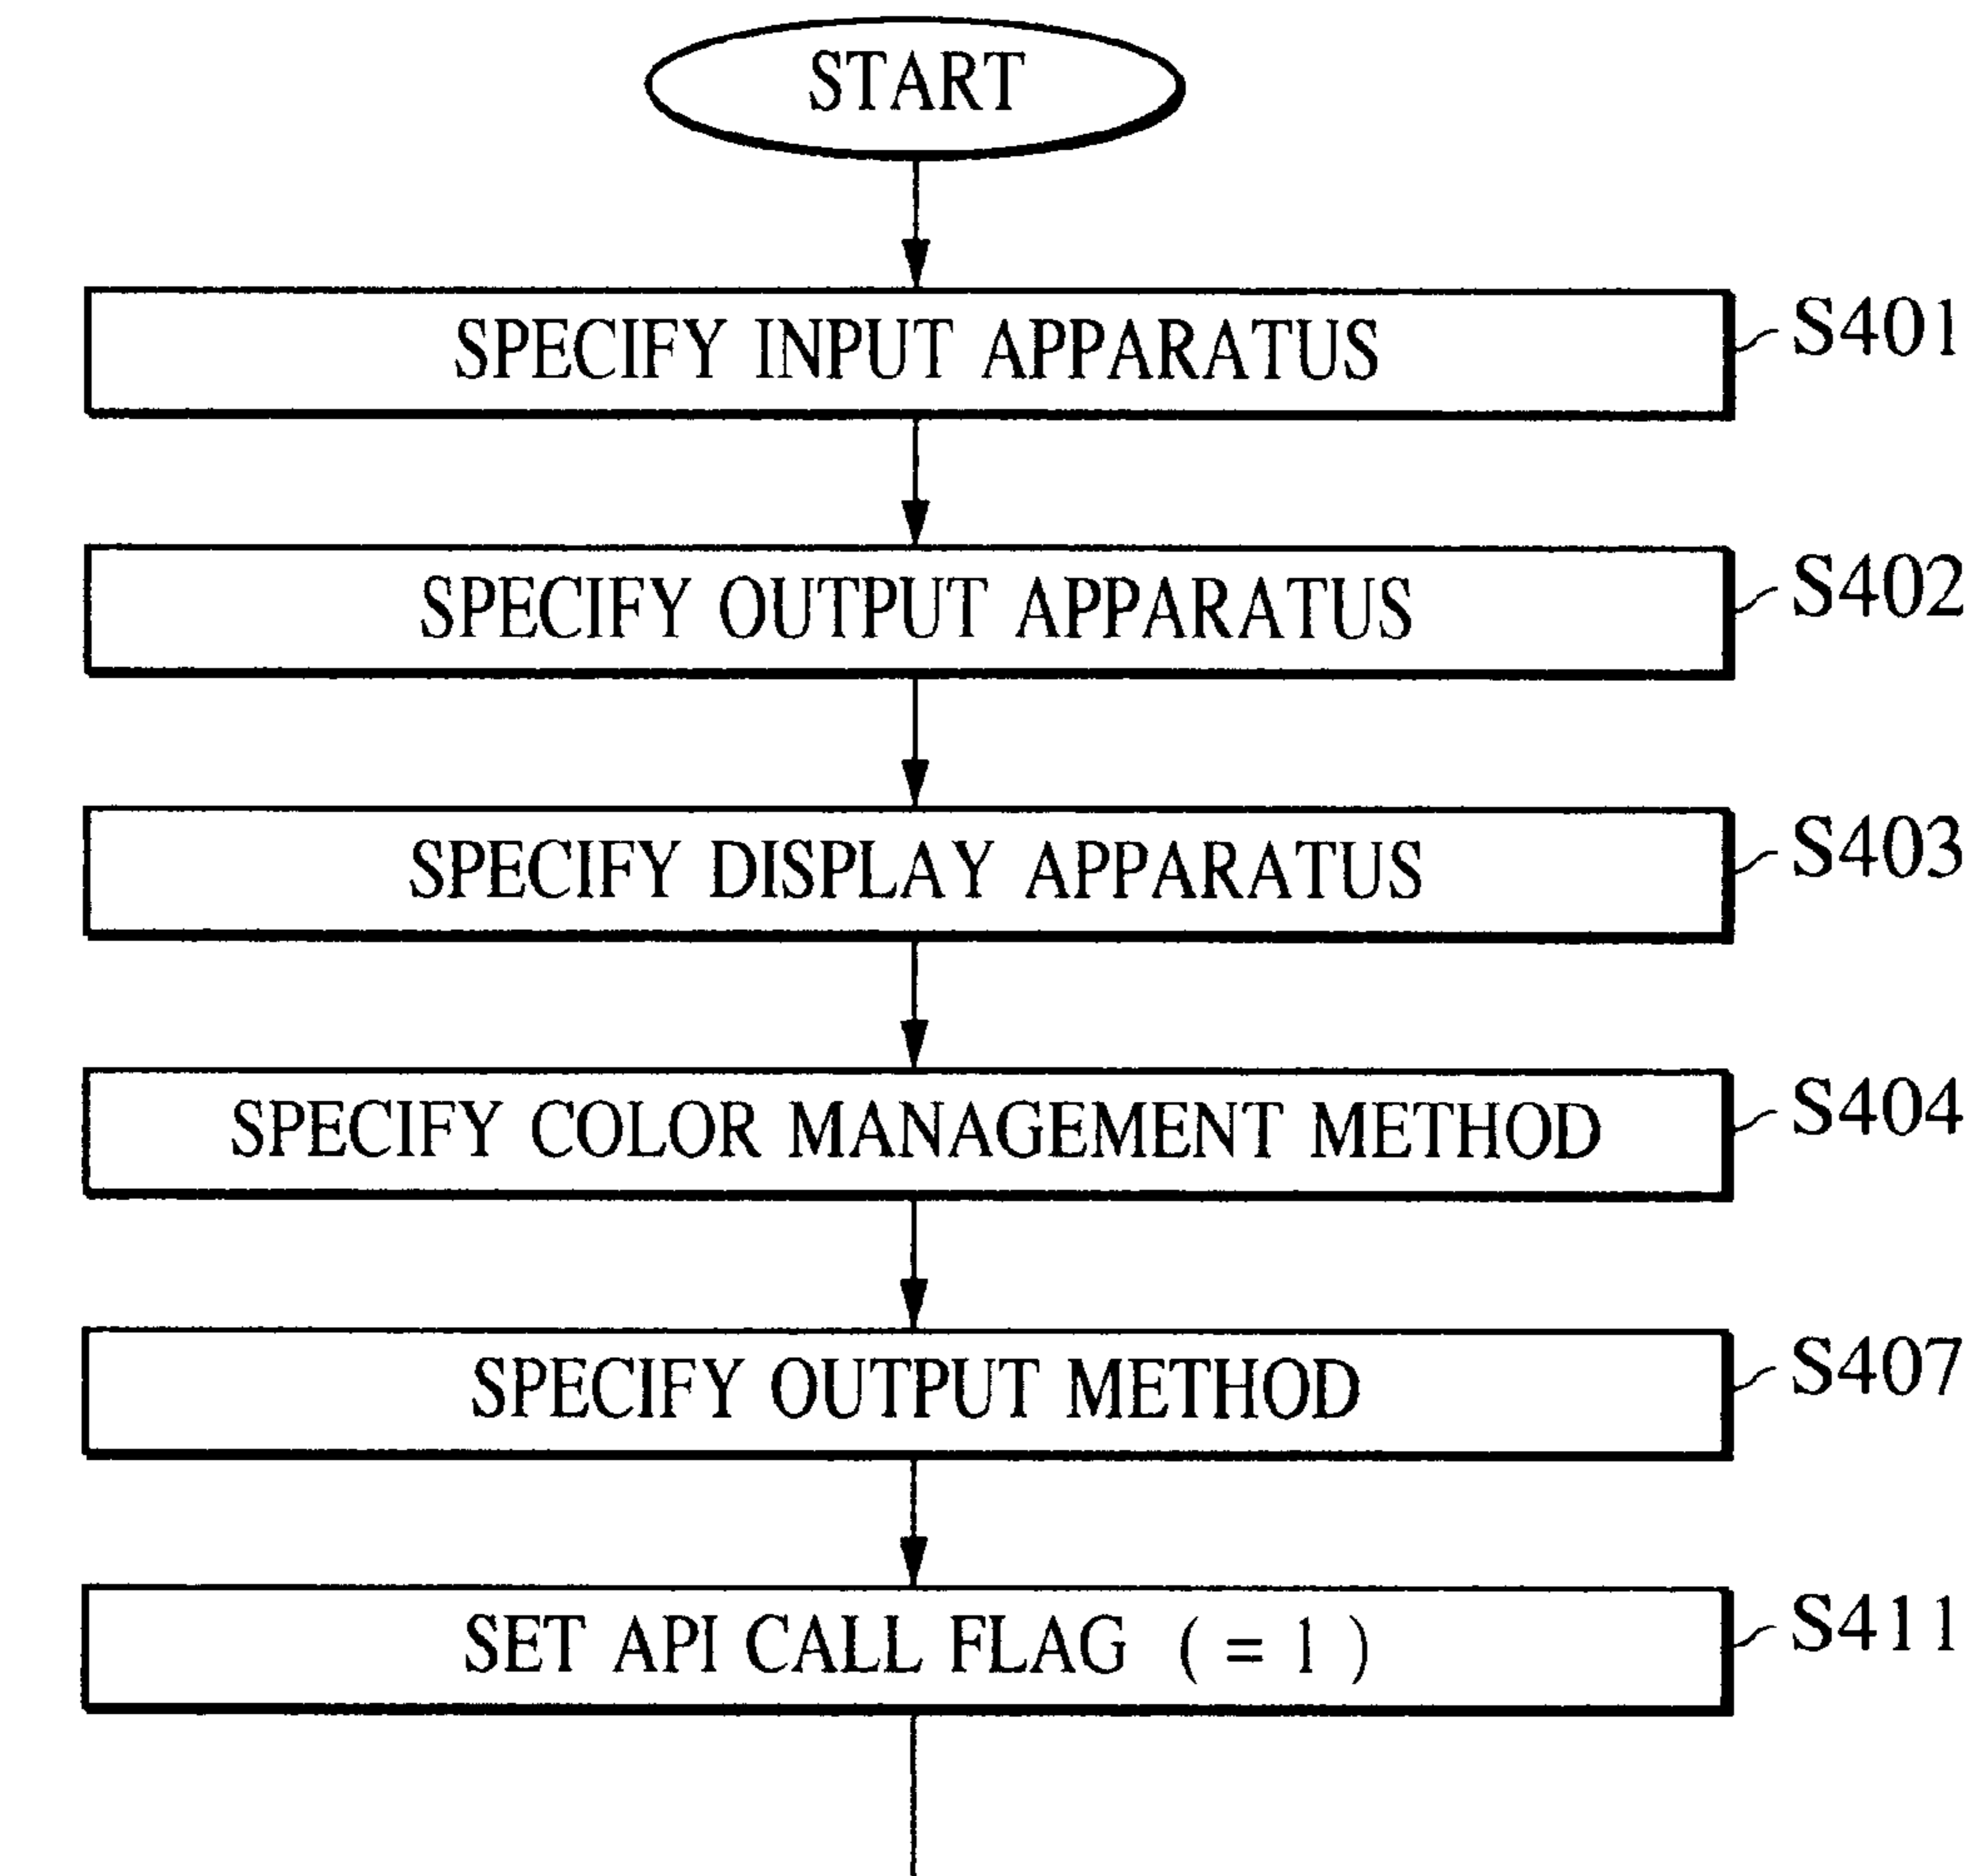 START
SPECIFY INPUT APPARATUS S401
SPECIFY OUTPUT APPARATUS S402
SPECIFY DISPLAY APPARATUS S403
SPECIFY COLOR MANAGEMENT METHOD S404
SPECIFY OUTPUT METHOD S407
SET API CALL FLAG ( = 1 ) S411